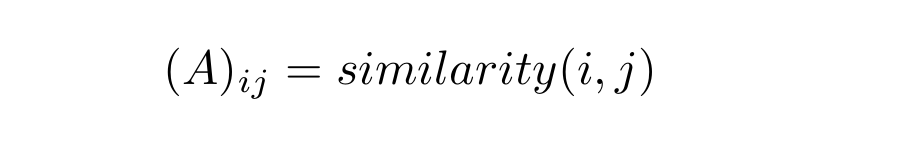 (A)_{ij} = similarity(i, j)